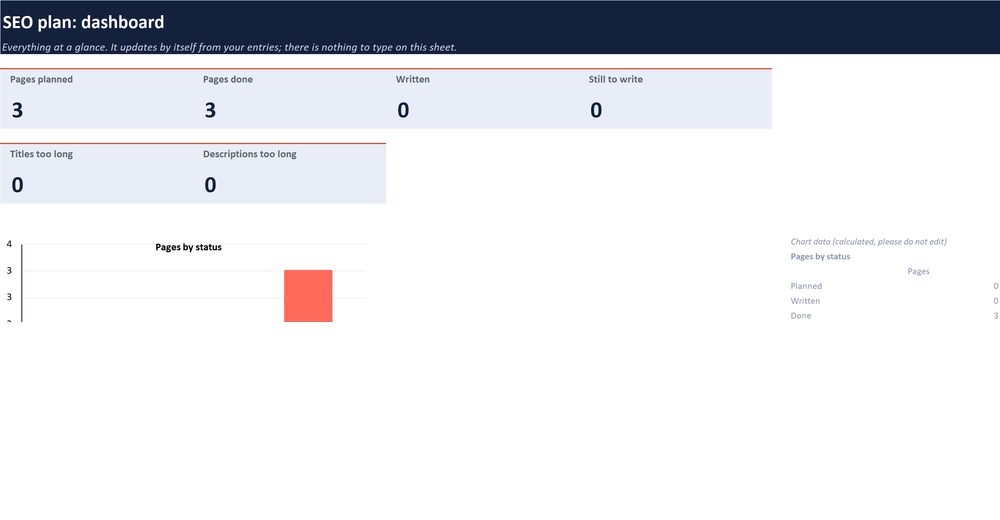 SEO plan: dashboard
Everything at a glance. It updates by itself from your entries; there is nothing to type on this sheet.
Pages planned Pages done Written Still to write
3 3 0 0
Titles too long Descriptions too long
0 0
Pages by status
4
3
3
Chart data (calculated, please do not edit)
Pages by status
Pages
Planned 0
Written 0
Done 3